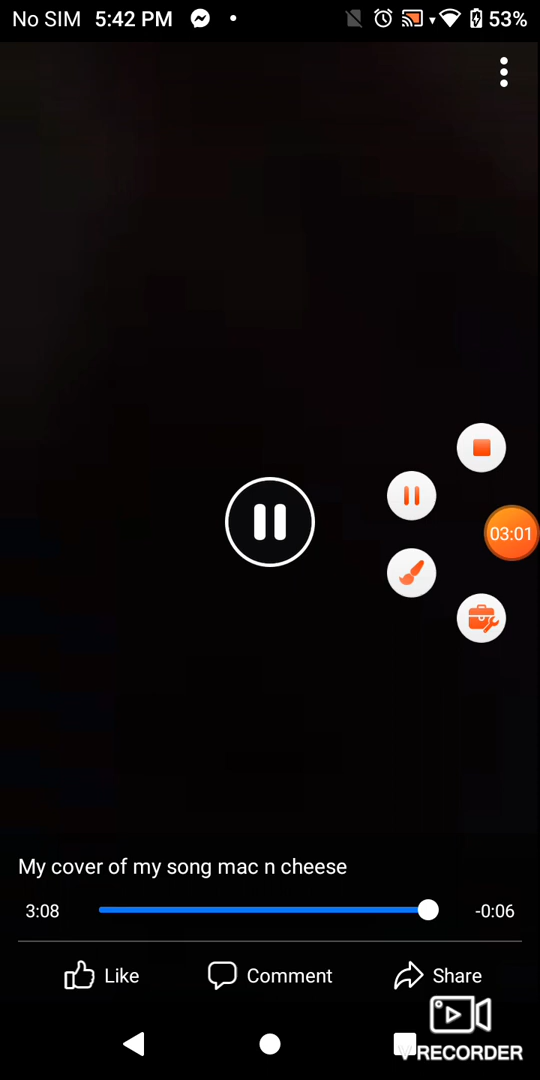 No SIM 5:42 PM 53%
03:01
My cover of my song mac n cheese
3:08 -0:06
Like Comment Share
V-RECORDER